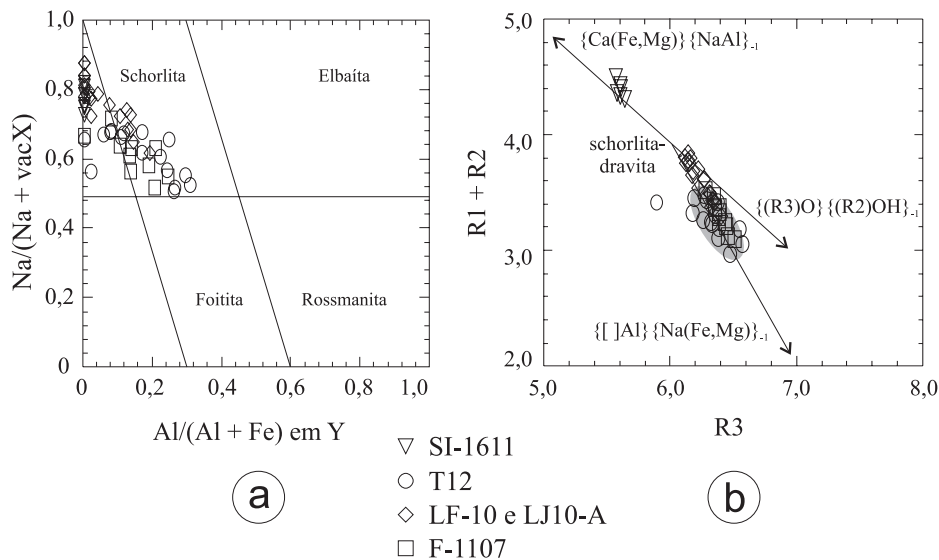 a
1,0
0,8
0,6
0,4
0,2
0
Na/(Na + vacX)
Schorlita
Elbaíta
Foitita
Rossmanita
0
0,2
0,4
0,6
0,8
1,0
Al/(Al + Fe) em Y
a
b
5,0
4,0
3,0
2,0
R1 + R2
{Ca(Fe,Mg)}{NaAl}-1
schorlita-
dravita
{(R3)O}{(R2)OH}-1
{[ ]Al}{Na(Fe,Mg)}-1
5,0
6,0
7,0
8,0
R3
b
SI-1611
T12
LF-10 e LJ10-A
F-1107